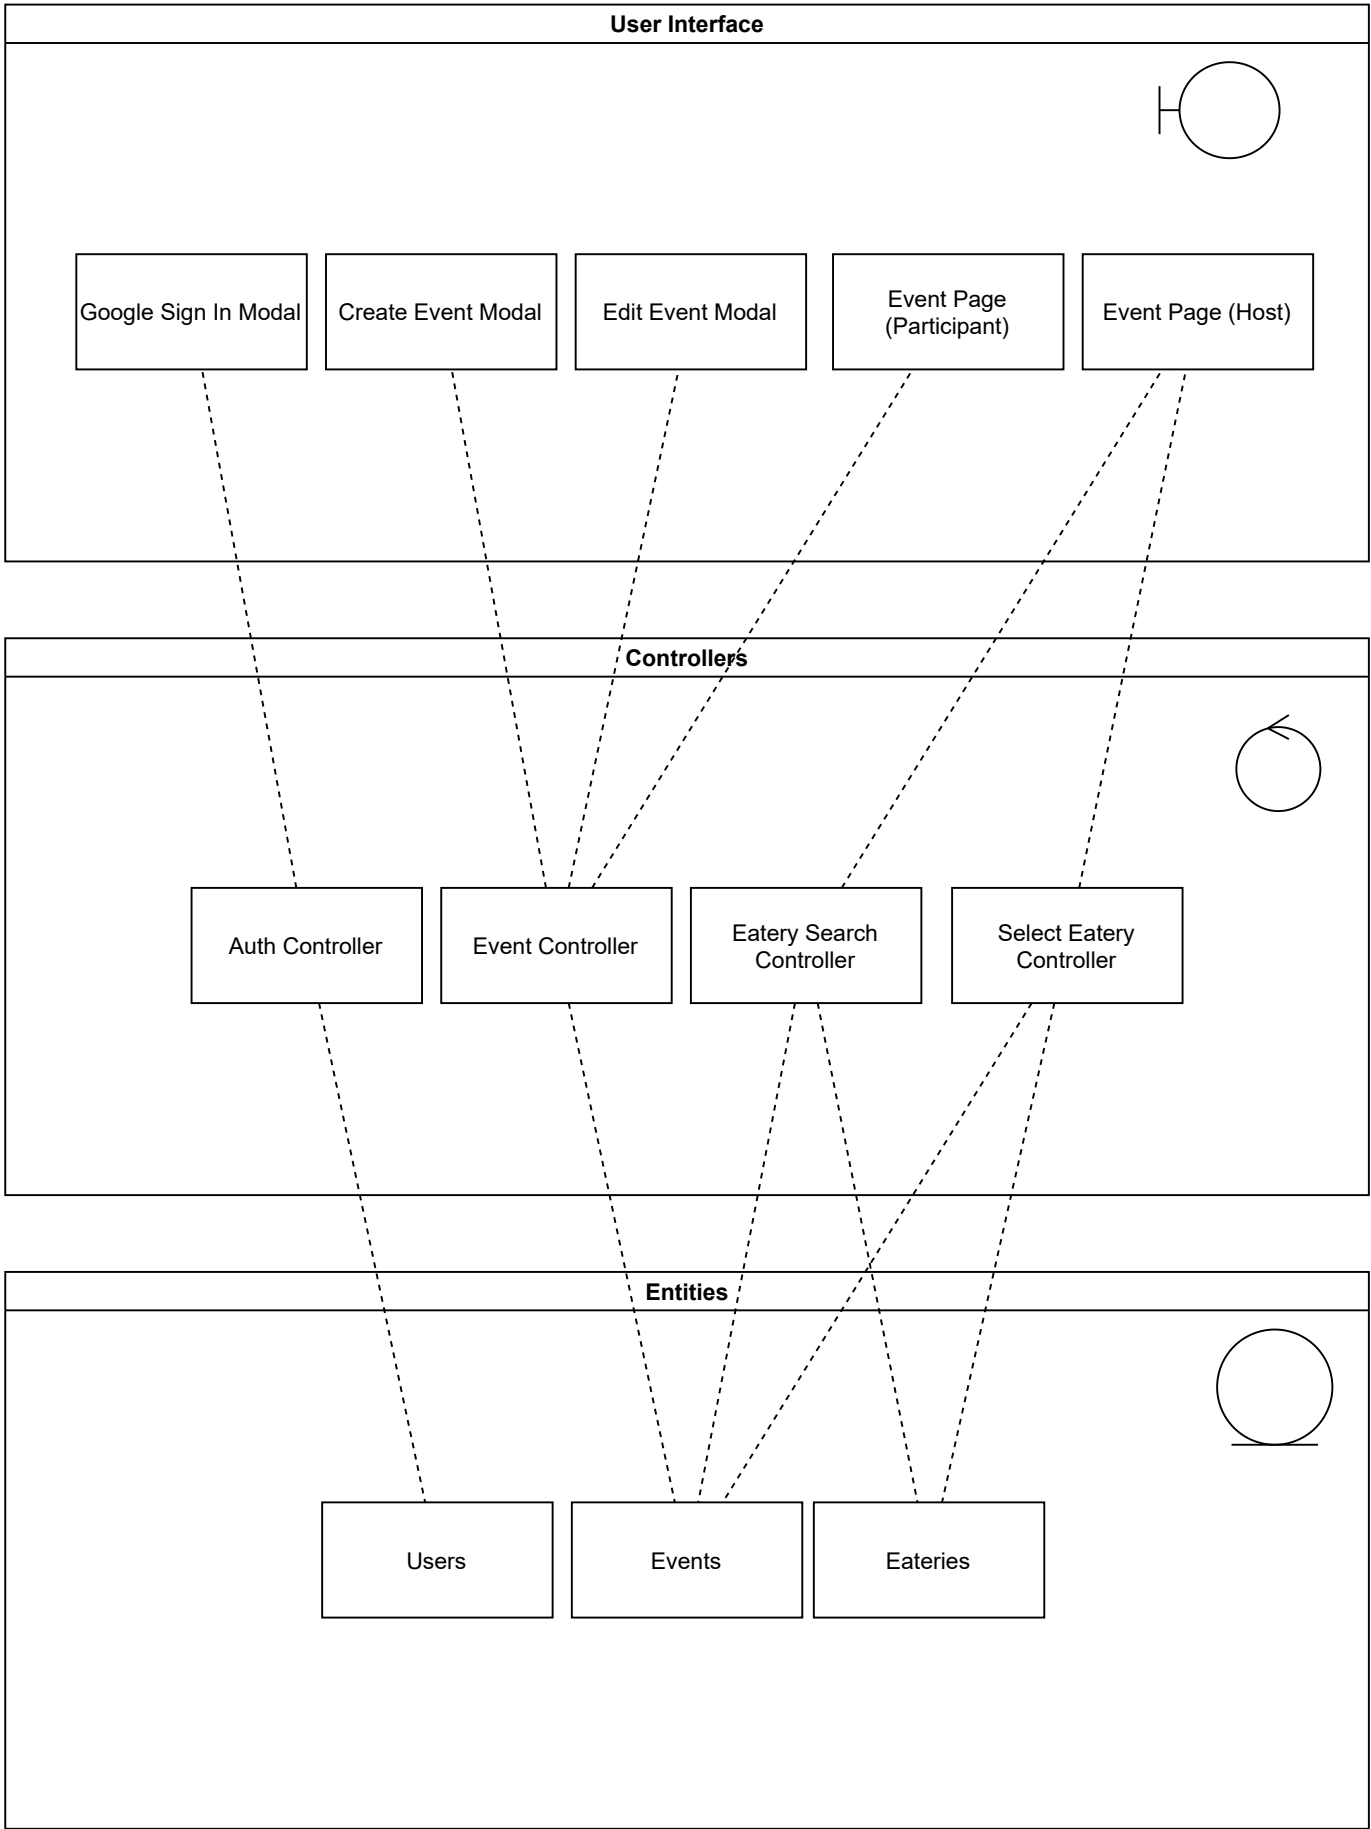 User Interface
Google Sign In Modal
Create Event Modal
Edit Event Modal
Event Page
(Participant)
Event Page (Host)
Controllers
Auth Controller
Event Controller
Eatery Search
Controller
Select Eatery
Controller
Entities
Users
Events
Eateries